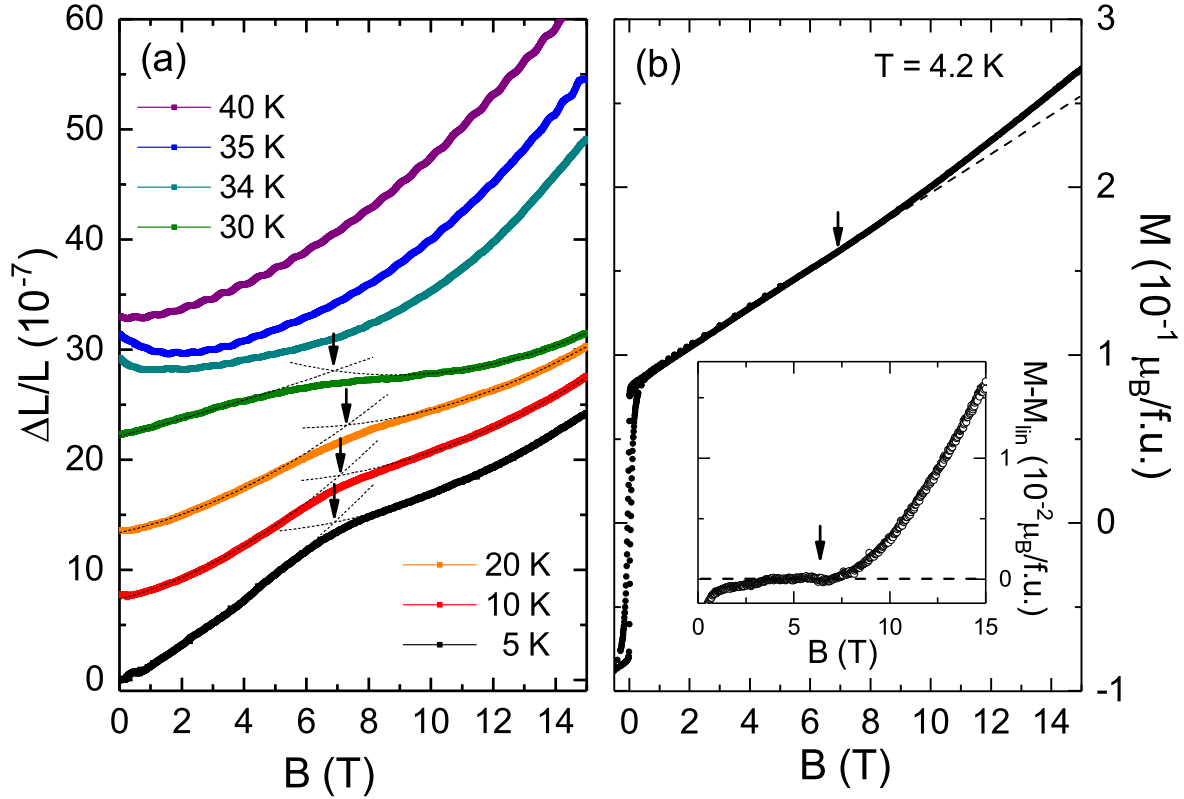 (a)
40 K
35 K
34 K
30 K
20 K
10 K
5 K
60
50
40
30
20
10
0
ΔL/L (10⁻⁷)
0 2 4 6 8 10 12 14
B (T)
(b)
T = 4.2 K
3
2
1
0
-1
M (10⁻¹ μB/f.u.)
0 2 4 6 8 10 12 14
B (T)
1
0
M-Mlin (10⁻²μB/f.u.)
0 5 10 15
B (T)